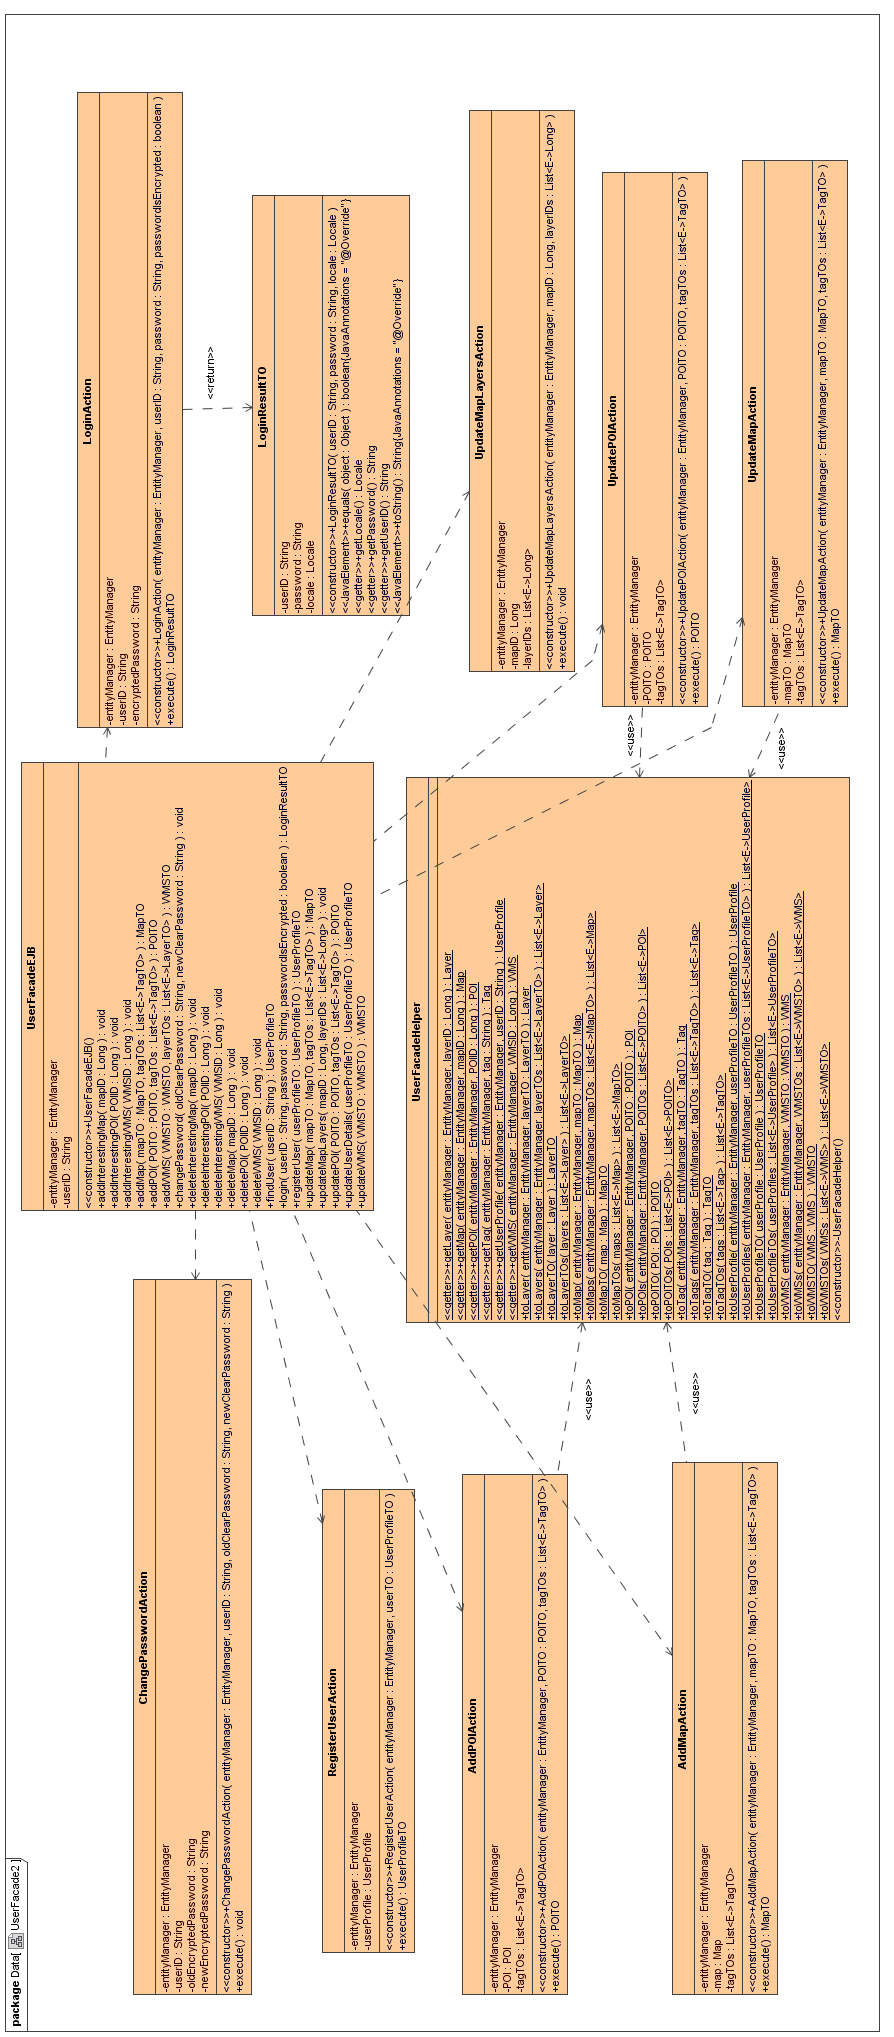 package Data[ UserFacade2 ]
ChangePasswordAction
-entityManager : EntityManager
-userID : String
-oldEncryptedPassword : String
-newEncryptedPassword : String
<<constructor>>+ChangePasswordAction( entityManager : EntityManager, userID : String, oldClearPassword : String, newClearPassword : String )
+execute() : void
RegisterUserAction
-entityManager : EntityManager
-userProfile : UserProfile
<<constructor>>+RegisterUserAction( entityManager : EntityManager, userTO : UserProfileTO )
+execute() : UserProfileTO
AddPOIAction
-entityManager : EntityManager
-POI : POI
-tagTOs : List<E->TagTO>
<<constructor>>+AddPOIAction( entityManager : EntityManager, POITO : POITO, tagTOs : List<E->TagTO> )
+execute() : POITO
AddMapAction
-entityManager : EntityManager
-map : Map
-tagTOs : List<E->TagTO>
<<constructor>>+AddMapAction( entityManager : EntityManager, mapTO : MapTO, tagTOs : List<E->TagTO> )
+execute() : MapTO
<<use>>
<<use>>
UserFacadeEJB
-entityManager : EntityManager
-userID : String
<<constructor>>+UserFacadeEJB()
+addInterestingMap( mapID : Long ) : void
+addInterestingPOI( POIID : Long ) : void
+addInterestingWMS( WMSID : Long ) : void
+addMap( mapTO : MapTO, tagTOs : List<E->TagTO> ) : MapTO
+addPOI( POITO : POITO, tagTOs : List<E->TagTO> ) : POITO
+addWMS( WMSTO : WMSTO, layerTOs : List<E->LayerTO> ) : WMSTO
+changePassword( oldClearPassword : String, newClearPassword : String ) : void
+deleteInterestingMap( mapID : Long ) : void
+deleteInterestingPOI( POIID : Long ) : void
+deleteInterestingWMS( WMSID : Long ) : void
+deleteMap( mapID : Long ) : void
+deletePOI( POIID : Long ) : void
+deleteWMS( WMSID : Long ) : void
+findUser( userID : String ) : UserProfileTO
+login( userID : String, password : String, passwordIsEncrypted : boolean ) : LoginResultTO
+registerUser( userProfileTO : UserProfileTO ) : UserProfileTO
+updateMap( mapTO : MapTO, tagTOs : List<E->TagTO> ) : MapTO
+updateMapLayers( mapID : Long, layerIDs : List<E->Long> ) : void
+updatePOI( POITO : POITO, tagTOs : List<E->TagTO> ) : POITO
+updateUserDetails( userProfileTO : UserProfileTO ) : UserProfileTO
+updateWMS( WMSTO : WMSTO ) : WMSTO
UserFacadeHelper
<<getter>>+getLayer( entityManager : EntityManager, layerID : Long ) : Layer
<<getter>>+getMap( entityManager : EntityManager, mapID : Long ) : Map
<<getter>>+getPOI( entityManager : EntityManager, POIID : Long ) : POI
<<getter>>+getTag( entityManager : EntityManager, tag : String ) : Tag
<<getter>>+getUserProfile( entityManager : EntityManager, userID : String ) : UserProfile
<<getter>>+getWMS( entityManager : EntityManager, WMSID : Long ) : WMS
+toLayer( entityManager : EntityManager, layerTO : LayerTO ) : Layer
+toLayers( entityManager : EntityManager, layerTOs : List<E->LayerTO> ) : List<E->Layer>
+toLayerTO( layer : Layer ) : LayerTO
+toLayerTOs( layers : List<E->Layer> ) : List<E->LayerTO>
+toMap( entityManager : EntityManager, mapTO : MapTO ) : Map
+toMaps( entityManager : EntityManager, mapTOs : List<E->MapTO> ) : List<E->Map>
+toMapTO( map : Map ) : MapTO
+toMapTOs( maps : List<E->Map> ) : List<E->MapTO>
+toPOI( entityManager : EntityManager, POITO : POITO ) : POI
+toPOIs( entityManager : EntityManager, POITOs : List<E->POITO> ) : List<E->POI>
+toPOITO( POI : POI ) : POITO
+toPOITOs( POIs : List<E->POI> ) : List<E->POITO>
+toTag( entityManager : EntityManager, tagTO : TagTO ) : Tag
+toTags( entityManager : EntityManager, tagTOs : List<E->TagTO> ) : List<E->Tag>
+toTagTO( tag : Tag ) : TagTO
+toTagTOs( tags : List<E->Tag> ) : List<E->TagTO>
+toUserProfile( entityManager : EntityManager, userProfileTO : UserProfileTO ) : UserProfile
+toUserProfiles( entityManager : EntityManager, userProfileTOs : List<E->UserProfileTO> ) : List<E->UserProfile>
+toUserProfileTO( userProfile : UserProfile ) : UserProfileTO
+toUserProfileTOs( userProfiles : List<E->UserProfile> ) : List<E->UserProfileTO>
+toWMS( entityManager : EntityManager, WMSTO : WMSTO ) : WMS
+toWMSs( entityManager : EntityManager, WMSTOs : List<E->WMSTO> ) : List<E->WMS>
+toWMSTO( WMS : WMS ) : WMSTO
+toWMSTOs( WMSs : List<E->WMS> ) : List<E->WMSTO>
<<constructor>>-UserFacadeHelper()
<<use>>
<<use>>
LoginAction
-entityManager : EntityManager
-userID : String
-encryptedPassword : String
<<constructor>>+LoginAction( entityManager : EntityManager, userID : String, password : String, passwordIsEncrypted : boolean )
+execute() : LoginResultTO
<<return>>
LoginResultTO
-userID : String
-password : String
-locale : Locale
<<constructor>>+LoginResultTO( userID : String, password : String, locale : Locale )
<<JavaElement>>+equals( object : Object ) : boolean{JavaAnnotations = "@Override"}
<<getter>>+getLocale() : Locale
<<getter>>+getPassword() : String
<<getter>>+getUserID() : String
<<JavaElement>>+toString() : String{JavaAnnotations = "@Override"}
UpdateMapLayersAction
-entityManager : EntityManager
-mapID : Long
-layerIDs : List<E->Long>
<<constructor>>+UpdateMapLayersAction( entityManager : EntityManager, mapID : Long, layerIDs : List<E->Long> )
+execute() : void
UpdatePOIAction
-entityManager : EntityManager
-POITO : POITO
-tagTOs : List<E->TagTO>
<<constructor>>+UpdatePOIAction( entityManager : EntityManager, POITO : POITO, tagTOs : List<E->TagTO> )
+execute() : POITO
UpdateMapAction
-entityManager : EntityManager
-mapTO : MapTO
-tagTOs : List<E->TagTO>
<<constructor>>+UpdateMapAction( entityManager : EntityManager, mapTO : MapTO, tagTOs : List<E->TagTO> )
+execute() : MapTO